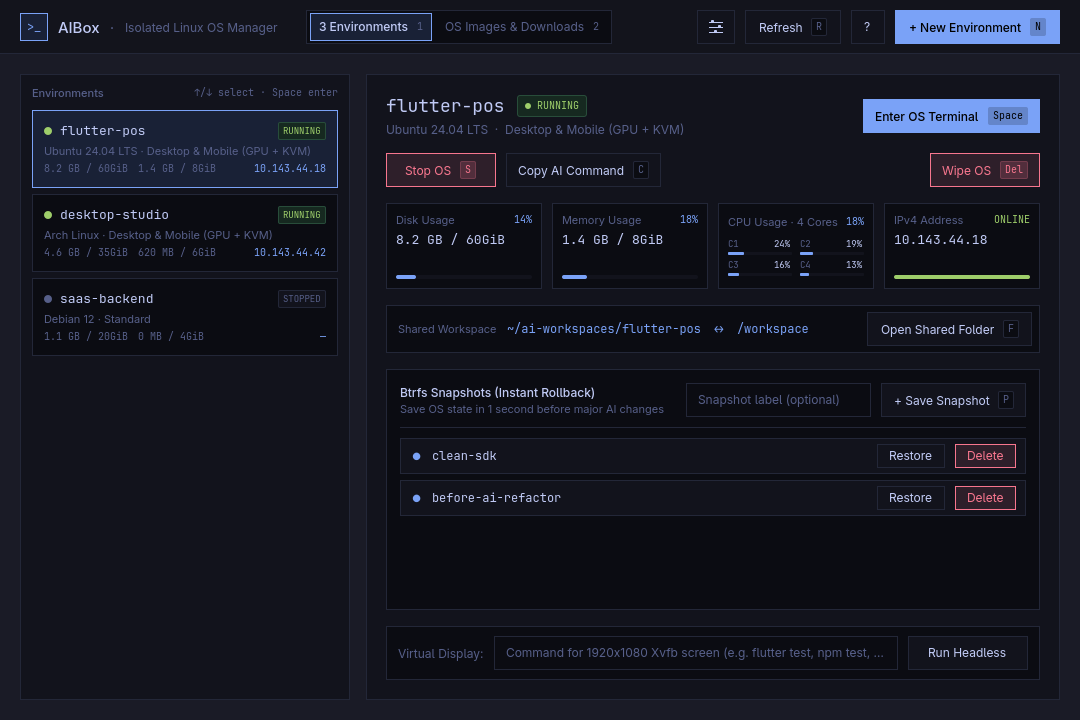 >_ AIBox · Isolated Linux OS Manager 3 Environments 1 OS Images & Downloads 2 Refresh R ? + New Environment N
Environments ↑/↓ select · Space enter
flutter-pos RUNNING
Ubuntu 24.04 LTS · Desktop & Mobile (GPU + KVM)
8.2 GB / 60GiB 1.4 GB / 8GiB 10.143.44.18
desktop-studio RUNNING
Arch Linux · Desktop & Mobile (GPU + KVM)
4.6 GB / 35GiB 620 MB / 6GiB 10.143.44.42
saas-backend STOPPED
Debian 12 · Standard
1.1 GB / 20GiB 0 MB / 4GiB —
flutter-pos RUNNING
Ubuntu 24.04 LTS · Desktop & Mobile (GPU + KVM)
Enter OS Terminal Space
Stop OS S Copy AI Command C Wipe OS Del
Disk Usage 14%
8.2 GB / 60GiB
Memory Usage 18%
1.4 GB / 8GiB
CPU Usage · 4 Cores 18%
C1 24% C2 19%
C3 16% C4 13%
IPv4 Address ONLINE
10.143.44.18
Shared Workspace ~/ai-workspaces/flutter-pos ↔ /workspace Open Shared Folder F
Btrfs Snapshots (Instant Rollback)
Save OS state in 1 second before major AI changes
Snapshot label (optional) + Save Snapshot P
clean-sdk Restore Delete
before-ai-refactor Restore Delete
Virtual Display: Command for 1920x1080 Xvfb screen (e.g. flutter test, npm test, ... Run Headless